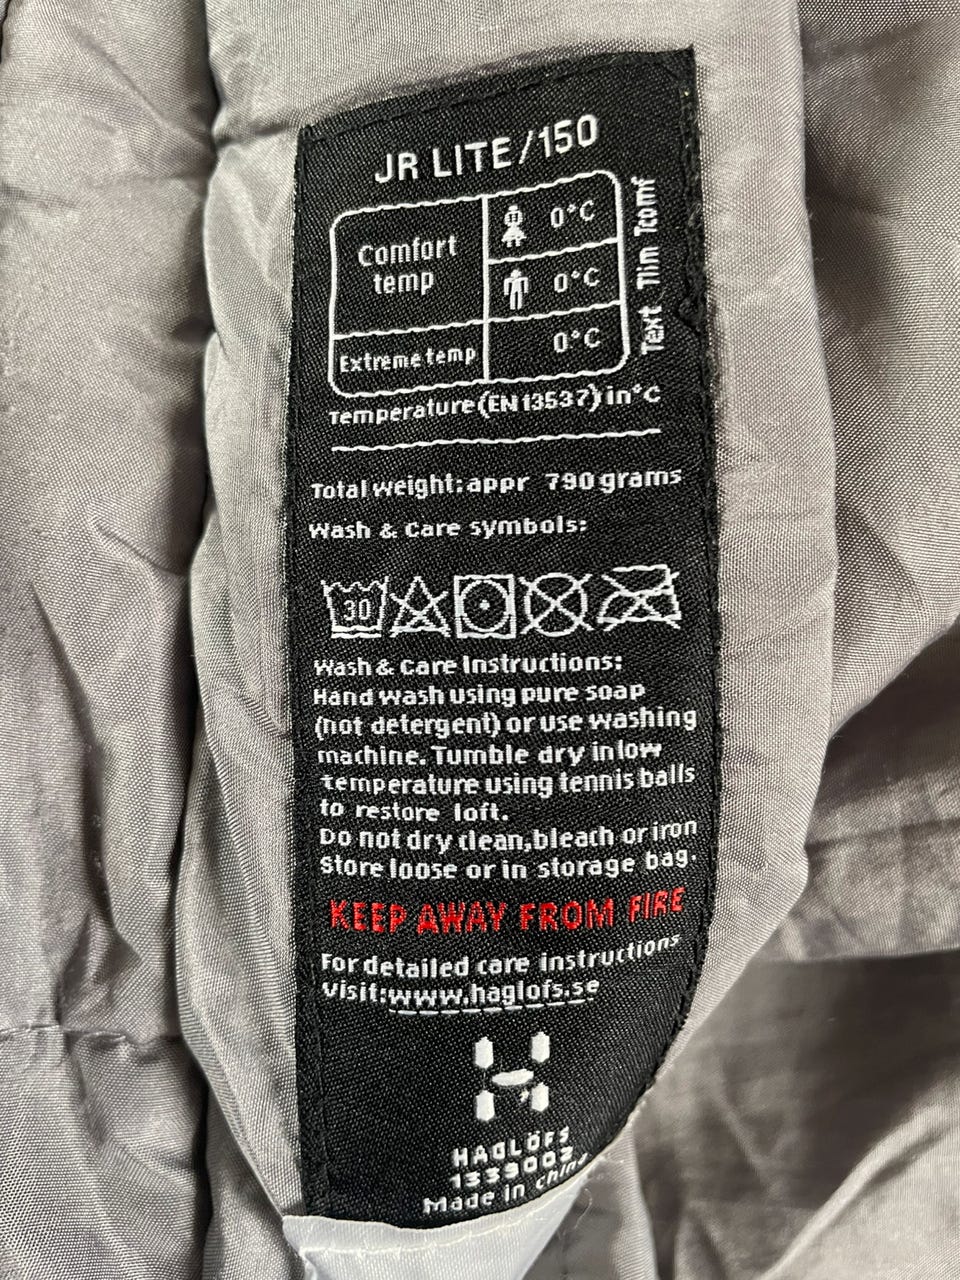 JR LITE/150
Comfort
temp
0°C
0°C
Extreme temp
0°C
Text Tlim Tcomf
Temperature (EN 13537) in °C
Total weight: appr 790 grams
Wash & Care symbols:
30
Wash & Care Instructions:
Hand wash using pure soap
(not detergent) or use washing
machine. Tumble dry in low
temperature using tennis balls
to restore loft.
Do not dry clean,bleach or iron
Store loose or in storage bag.
KEEP AWAY FROM FIRE
For detailed care instructions
visit:www.haglofs.se
HAGLÖFS
1339002
Made in china